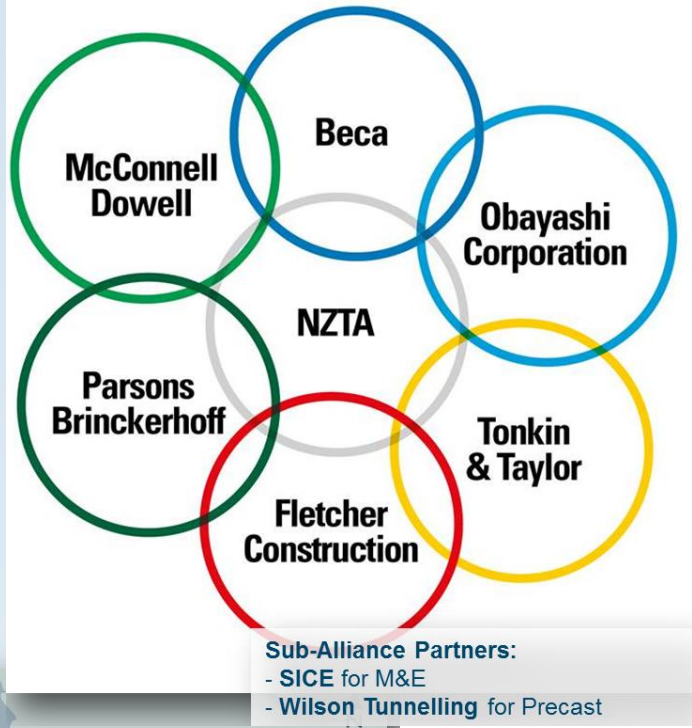 Beca
McConnell
Dowell
Obayashi
Corporation
NZTA
Parsons
Brinckerhoff
Tonkin
& Taylor
Fletcher
Construction
Sub-Alliance Partners:
- SICE for M&E
- Wilson Tunnelling for Precast